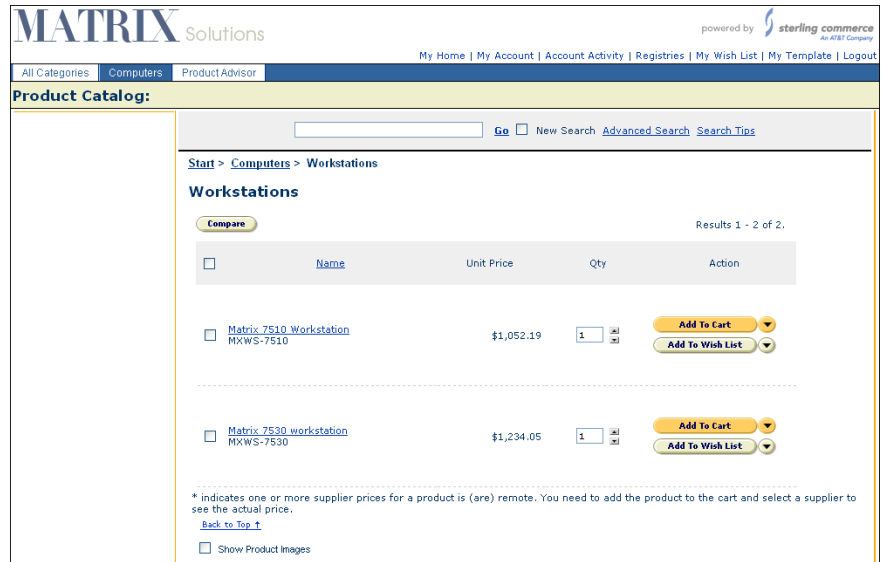 MATRIX Solutions
powered by sterling commerce
An AT&T Company
My Home | My Account | Account Activity | Registries | My Wish List | My Template | Logout
All Categories Computers Product Advisor
Product Catalog:
Go New Search Advanced Search Search Tips
Start > Computers > Workstations
Workstations
Compare Results 1 - 2 of 2.
Name Unit Price Qty Action
Matrix 7510 Workstation
MXWS-7510
$1,052.19 1 Add To Cart
Add To Wish List
Matrix 7530 workstation
MXWS-7530
$1,234.05 1 Add To Cart
Add To Wish List
* indicates one or more supplier prices for a product is (are) remote. You need to add the product to the cart and select a supplier to
see the actual price.
Back to Top ↑
Show Product Images